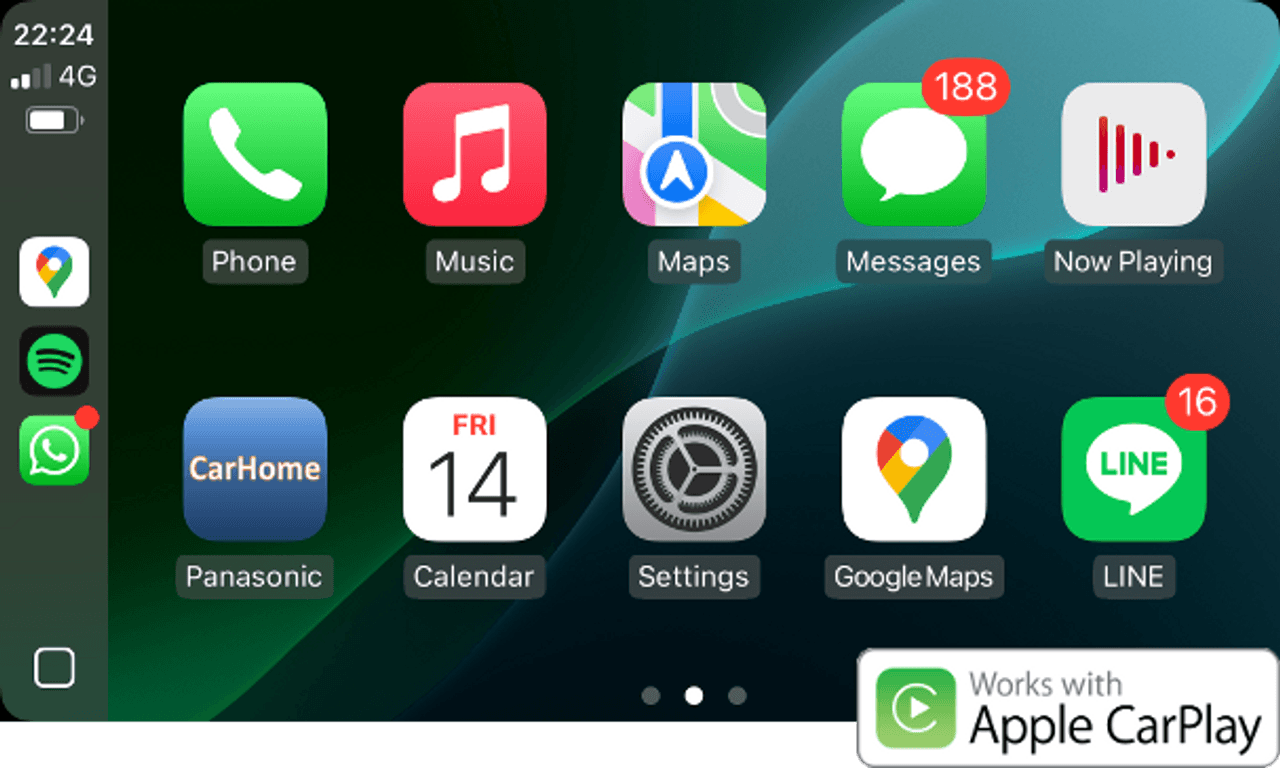 22:24
4G
188
Phone
Music
Maps
Messages
Now Playing
CarHome
FRI
14
LINE
16
Panasonic
Calendar
Settings
Google Maps
LINE
Works with
Apple CarPlay